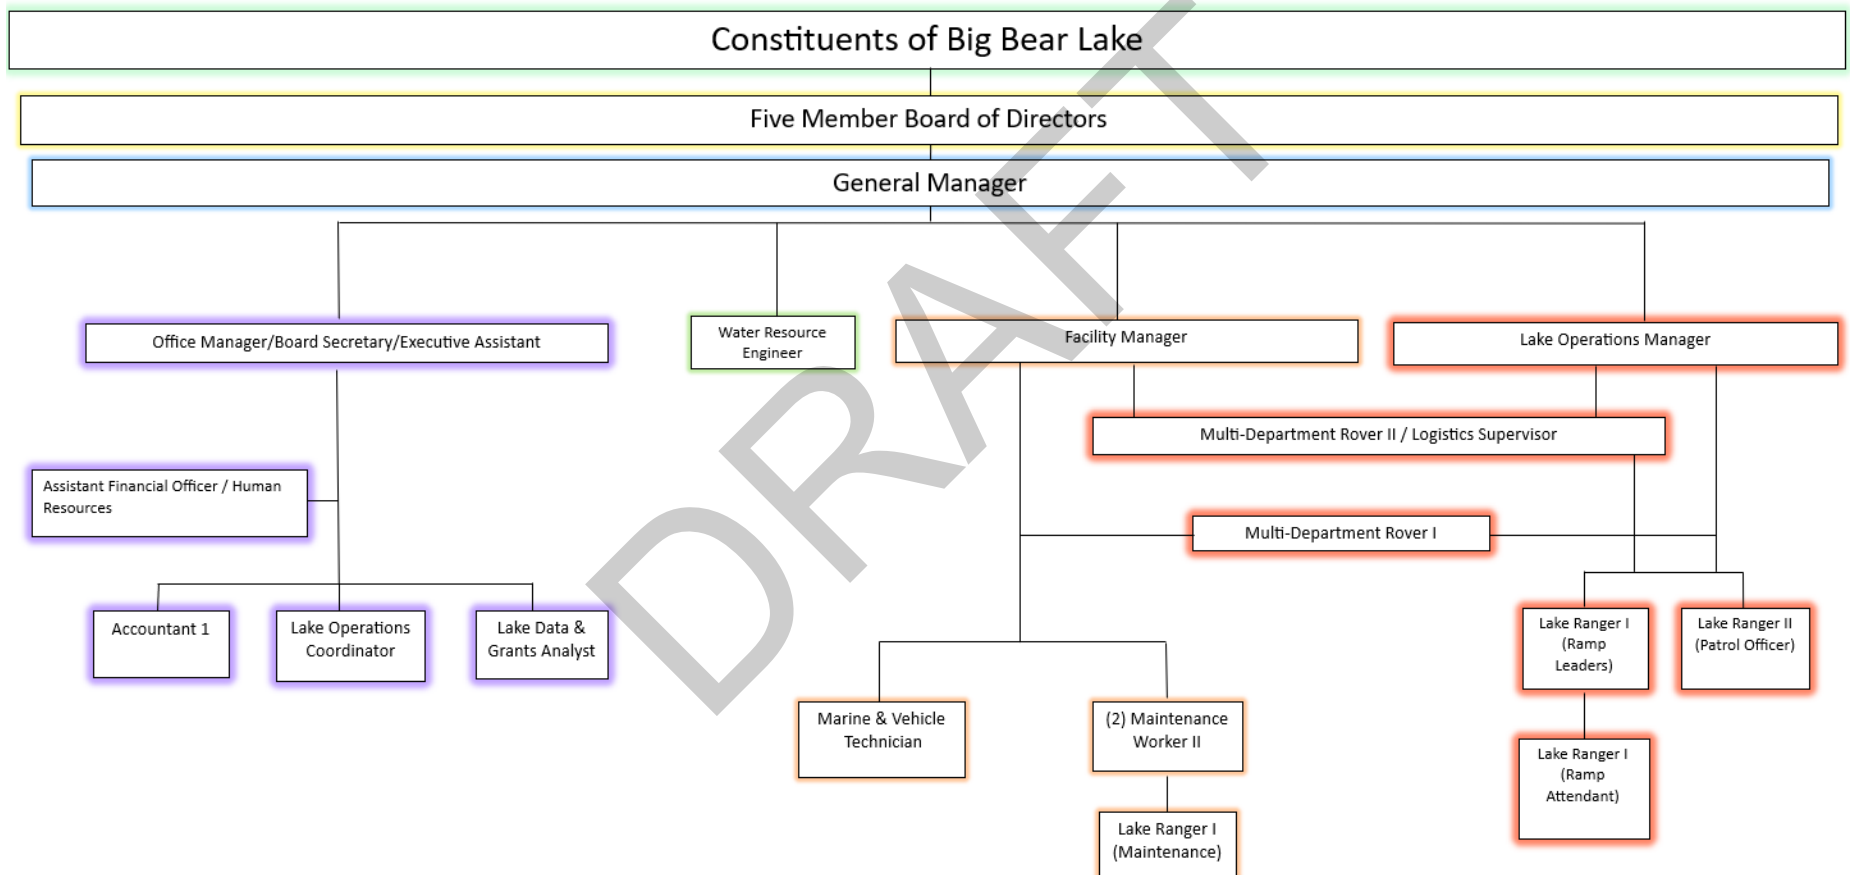 Constituents of Big Bear Lake
Five Member Board of Directors
General Manager
Office Manager/Board Secretary/Executive Assistant
Water Resource
Engineer
Facility Manager
Lake Operations Manager
Multi-Department Rover II / Logistics Supervisor
Assistant Financial Officer / Human
Resources
Multi-Department Rover I
Accountant 1
Lake Operations
Coordinator
Lake Data &
Grants Analyst
Lake Ranger I
(Ramp
Leaders)
Lake Ranger II
(Patrol Officer)
Marine & Vehicle
Technician
(2) Maintenance
Worker II
Lake Ranger I
(Ramp
Attendant)
Lake Ranger I
(Maintenance)
DRAFT